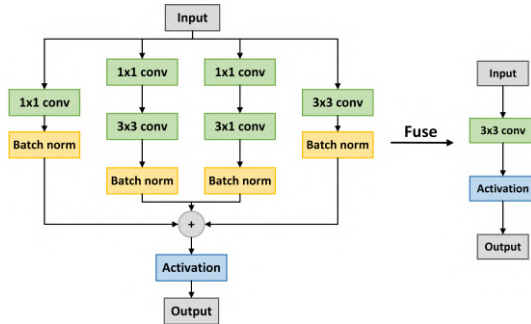 Input
1x1 conv
1x1 conv
1x1 conv
3x3 conv
3x3 conv
3x1 conv
Batch norm
Batch norm
Batch norm
Batch norm
+
Activation
Output
Fuse
Input
3x3 conv
Activation
Output